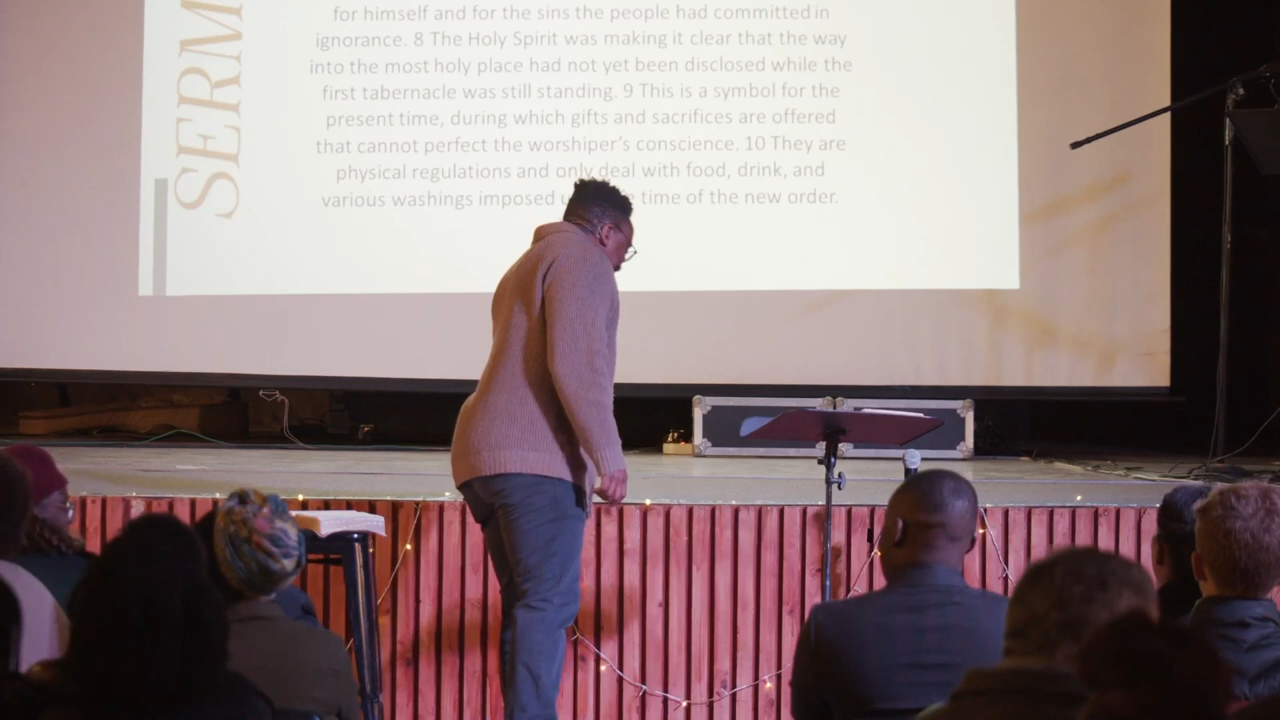 SERM
for himself and for the sins the people had committed in
ignorance. 8 The Holy Spirit was making it clear that the way
into the most holy place had not yet been disclosed while the
first tabernacle was still standing. 9 This is a symbol for the
present time, during which gifts and sacrifices are offered
that cannot perfect the worshiper’s conscience. 10 They are
physical regulations and only deal with food, drink, and
various washings imposed time of the new order.